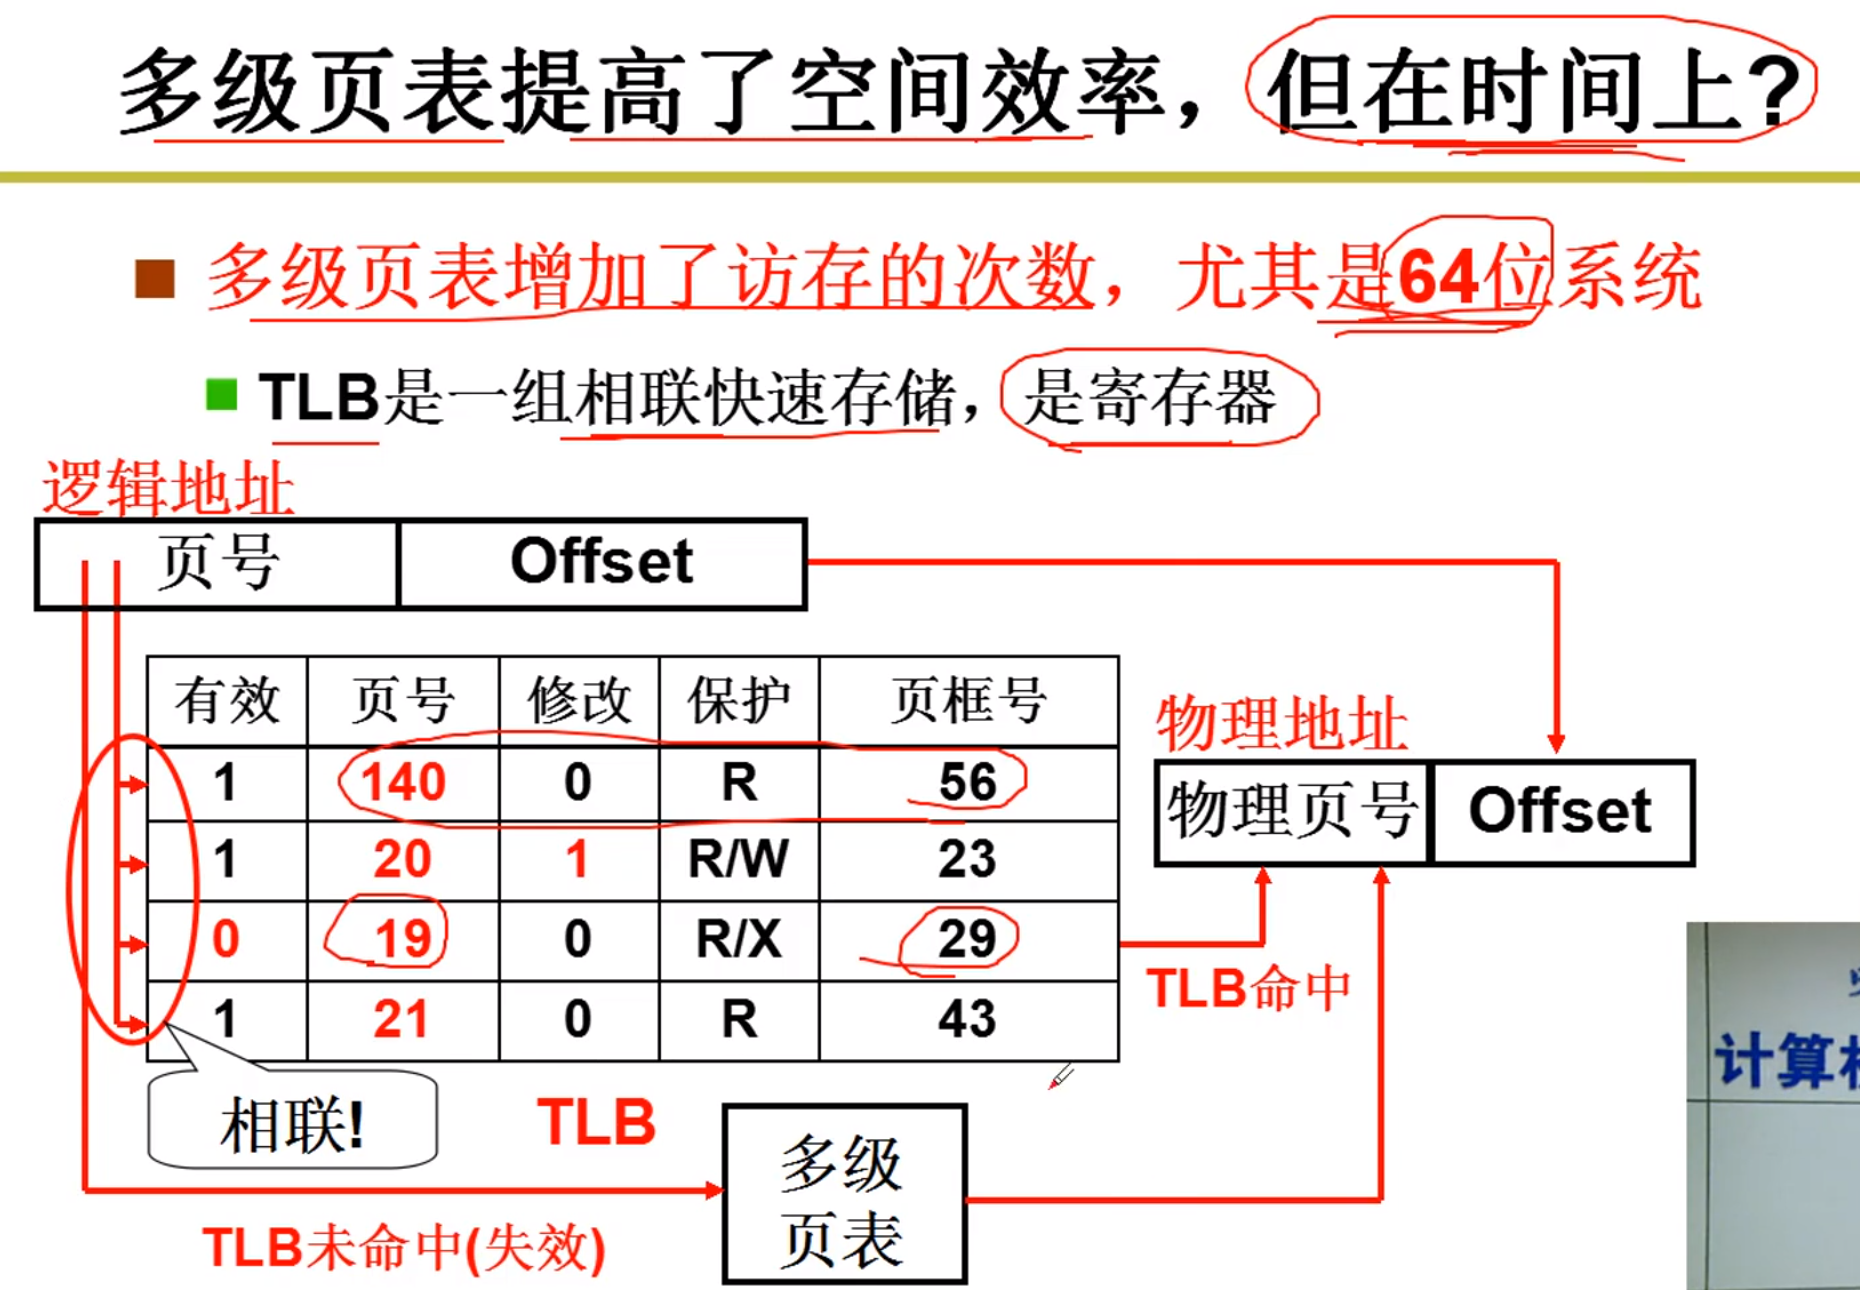 多级页表提高了空间效率，但在时间上?
多级页表增加了访存的次数，尤其是64位系统
TLB是一组相联快速存储，是寄存器
逻辑地址
页号 Offset
有效 页号 修改 保护 页框号
1 140 0 R 56
1 20 1 R/W 23
0 19 0 R/X 29
1 21 0 R 43
物理地址
物理页号 Offset
TLB命中
相联!
TLB
多级
页表
TLB未命中(失效)
计算